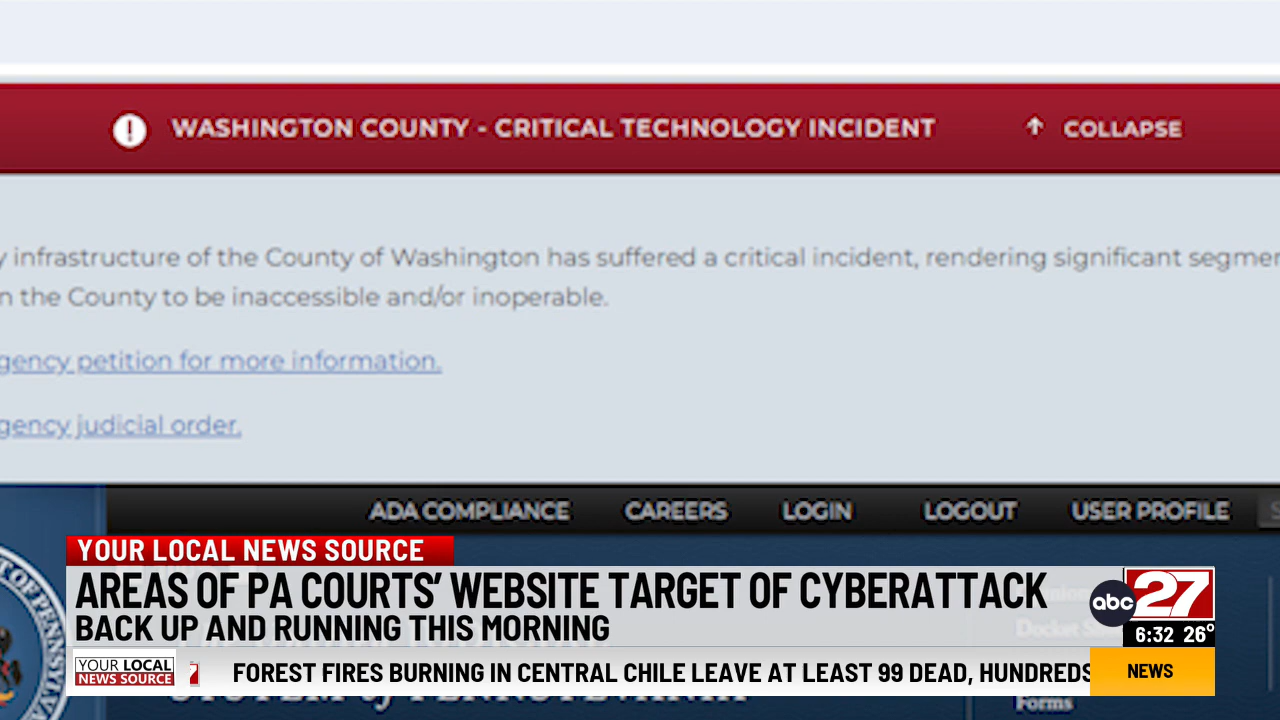 WASHINGTON COUNTY - CRITICAL TECHNOLOGY INCIDENT
COLLAPSE
infrastructure of the County of Washington has suffered a critical incident, rendering significant
the County to be inaccessible and/or inoperable.
petition for more information.
judicial order.
ADA COMPLIANCE CAREERS LOGIN LOGOUT USER PROFILE
YOUR LOCAL NEWS SOURCE
AREAS OF PA COURTS' WEBSITE TARGET OF CYBERATTACK
BACK UP AND RUNNING THIS MORNING
abc 27
6:32 26°
YOUR LOCAL
NEWS SOURCE
FOREST FIRES BURNING IN CENTRAL CHILE LEAVE AT LEAST 99 DEAD, HUNDREDS
NEWS
Forms